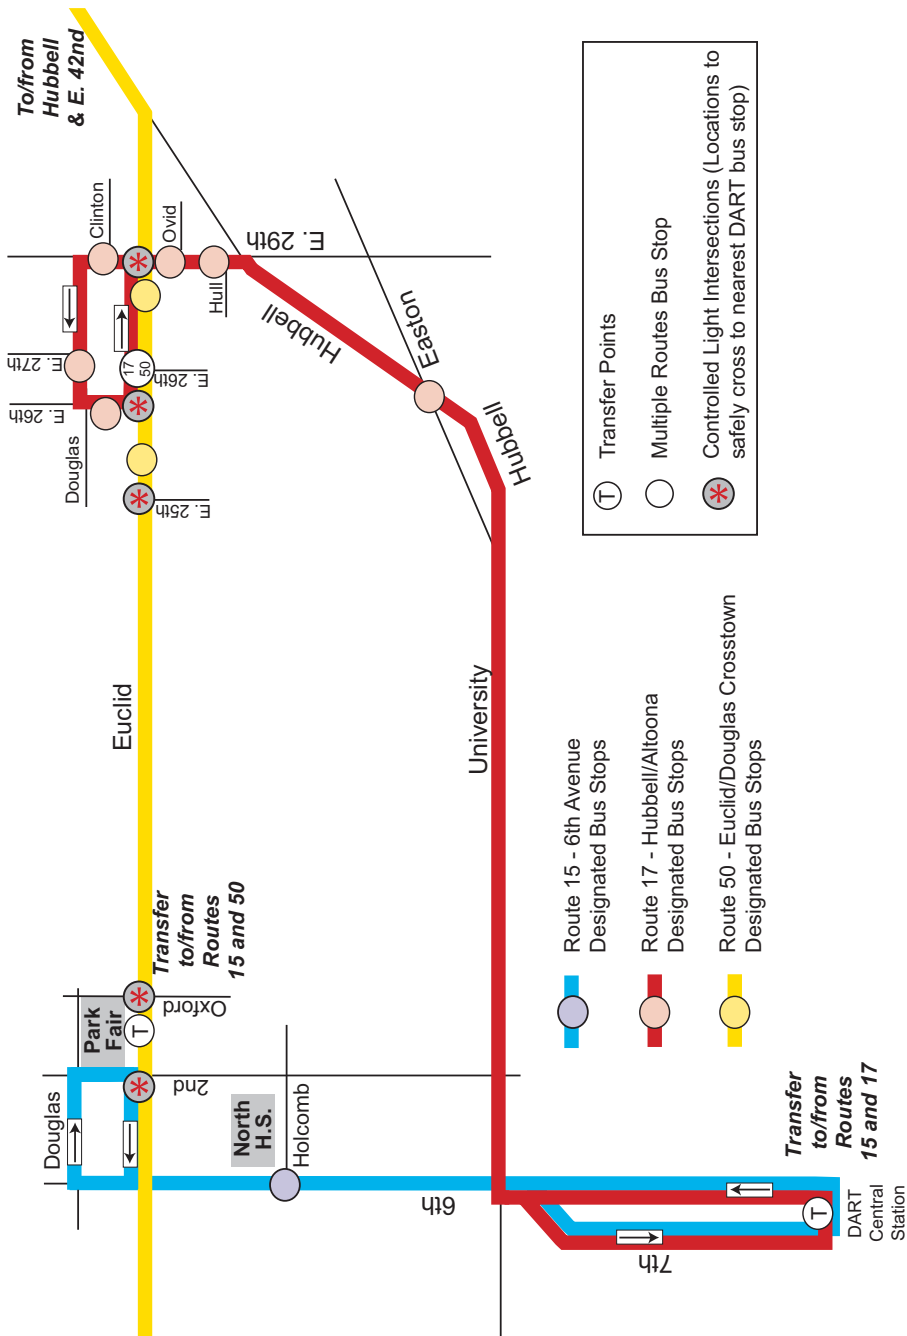 To/from
Hubbell
& E. 42nd
Clinton
Ovid
E. 29th
Hull
E. 27th
17
50
E. 26th
E. 26th
Douglas
E. 25th
Hubbell
Easton
Hubbell
Euclid
University
Transfer
to/from
Routes
15 and 50
Oxford
T
Park
Fair
2nd
Douglas
North
H.S.
Holcomb
6th
7th
Transfer
to/from
Routes
15 and 17
T
DART
Central
Station
Route 15 - 6th Avenue
Designated Bus Stops
Route 17 - Hubbell/Altoona
Designated Bus Stops
Route 50 - Euclid/Douglas Crosstown
Designated Bus Stops
T
Transfer Points
Multiple Routes Bus Stop
Controlled Light Intersections (Locations to
safely cross to nearest DART bus stop)